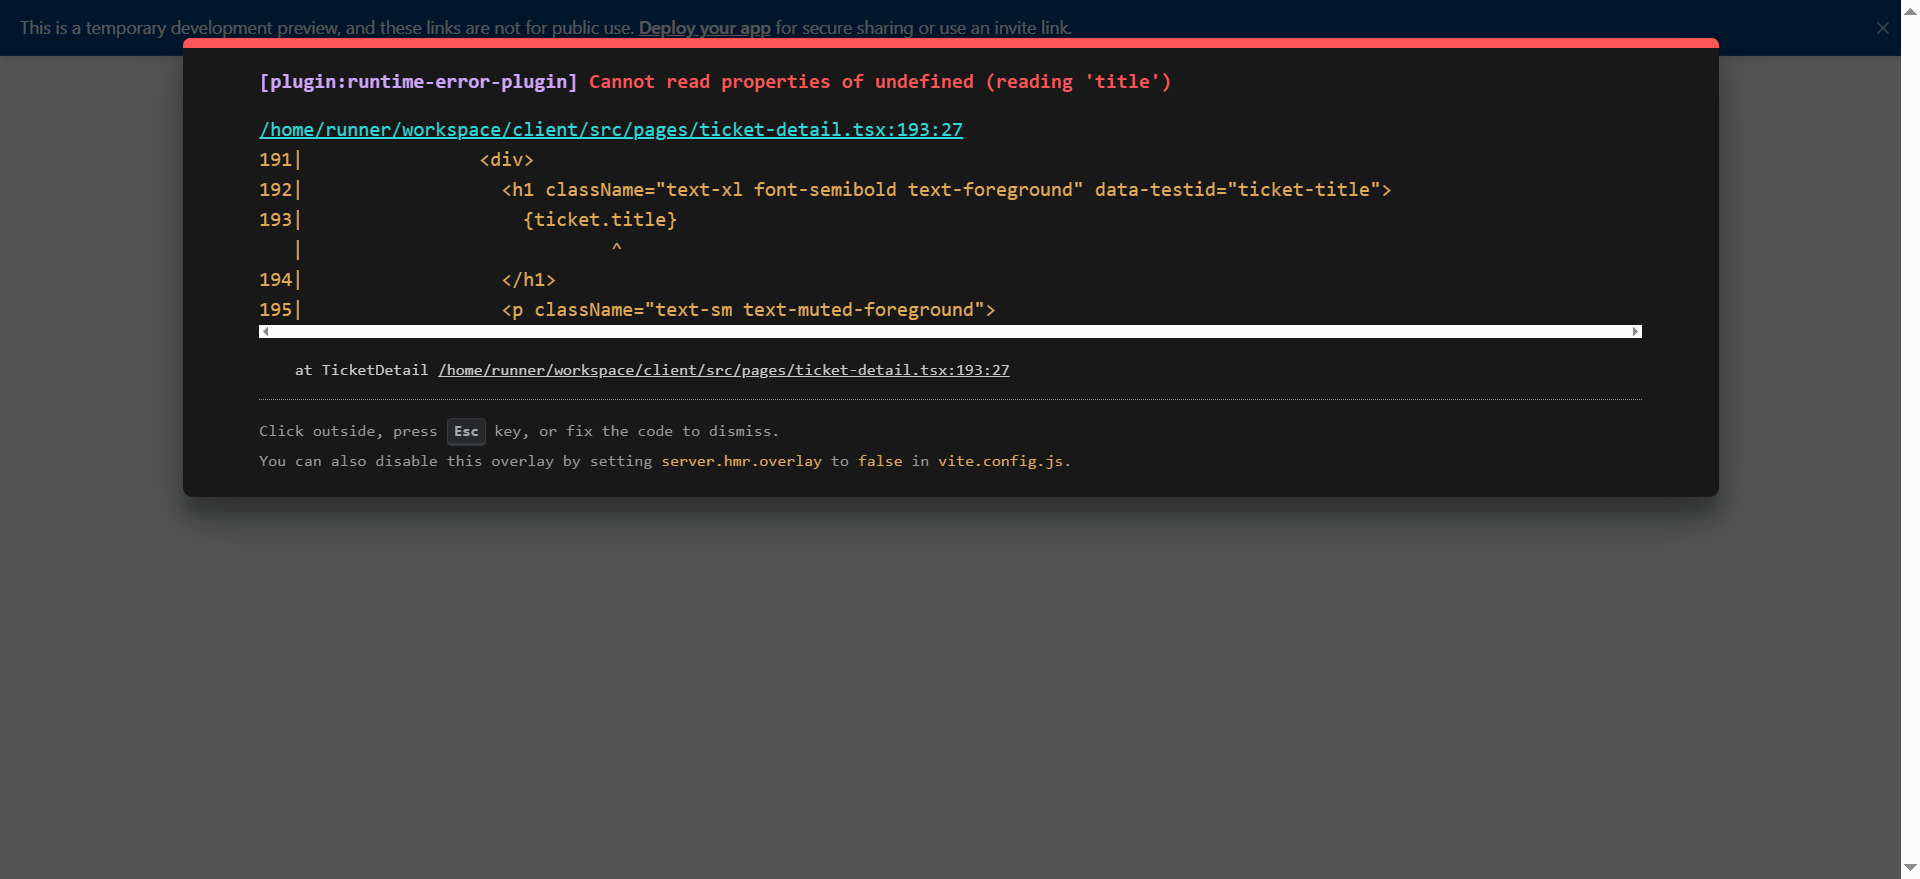 This is a temporary development preview, and these links are not for public use. Deploy your app for secure sharing or use an invite link.
[plugin:runtime-error-plugin] Cannot read properties of undefined (reading 'title')
/home/runner/workspace/client/src/pages/ticket-detail.tsx:193:27
191|                <div>
192|                  <h1 className="text-xl font-semibold text-foreground" data-testid="ticket-title">
193|                    {ticket.title}
   |                            ^
194|                  </h1>
195|                  <p className="text-sm text-muted-foreground">
at TicketDetail /home/runner/workspace/client/src/pages/ticket-detail.tsx:193:27
Click outside, press Esc key, or fix the code to dismiss.
You can also disable this overlay by setting server.hmr.overlay to false in vite.config.js.